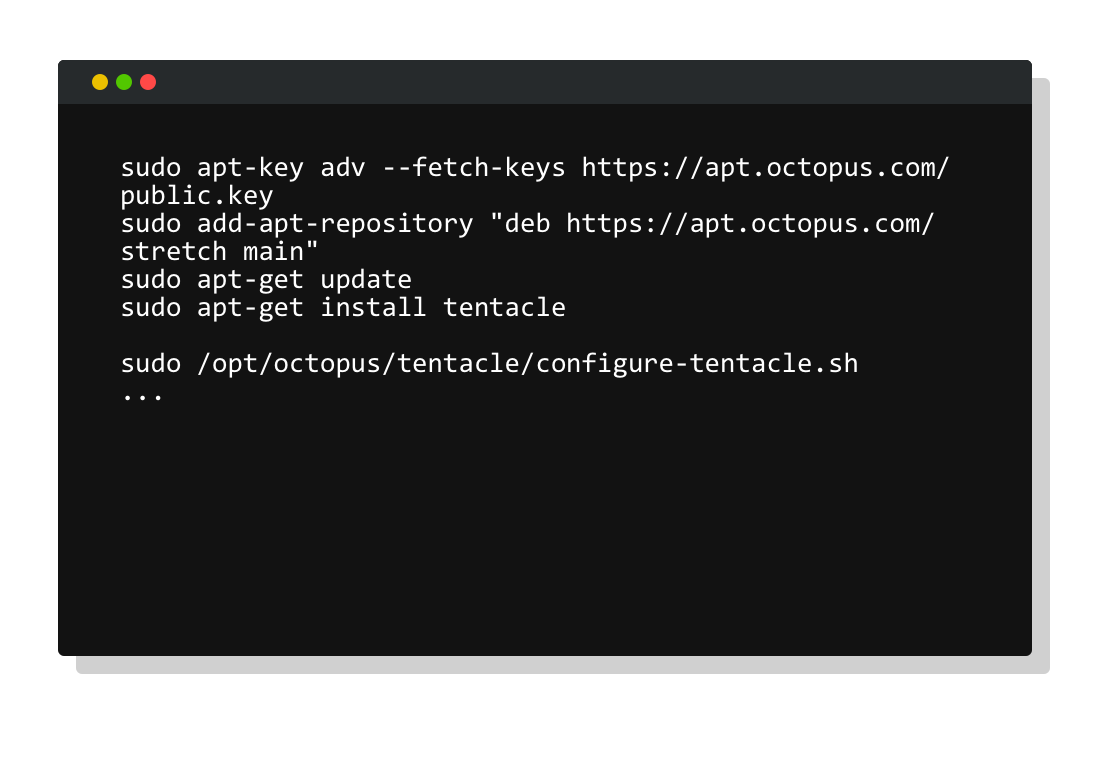 sudo apt-key adv --fetch-keys https://apt.octopus.com/
public.key
sudo add-apt-repository "deb https://apt.octopus.com/
stretch main"
sudo apt-get update
sudo apt-get install tentacle
sudo /opt/octopus/tentacle/configure-tentacle.sh
...